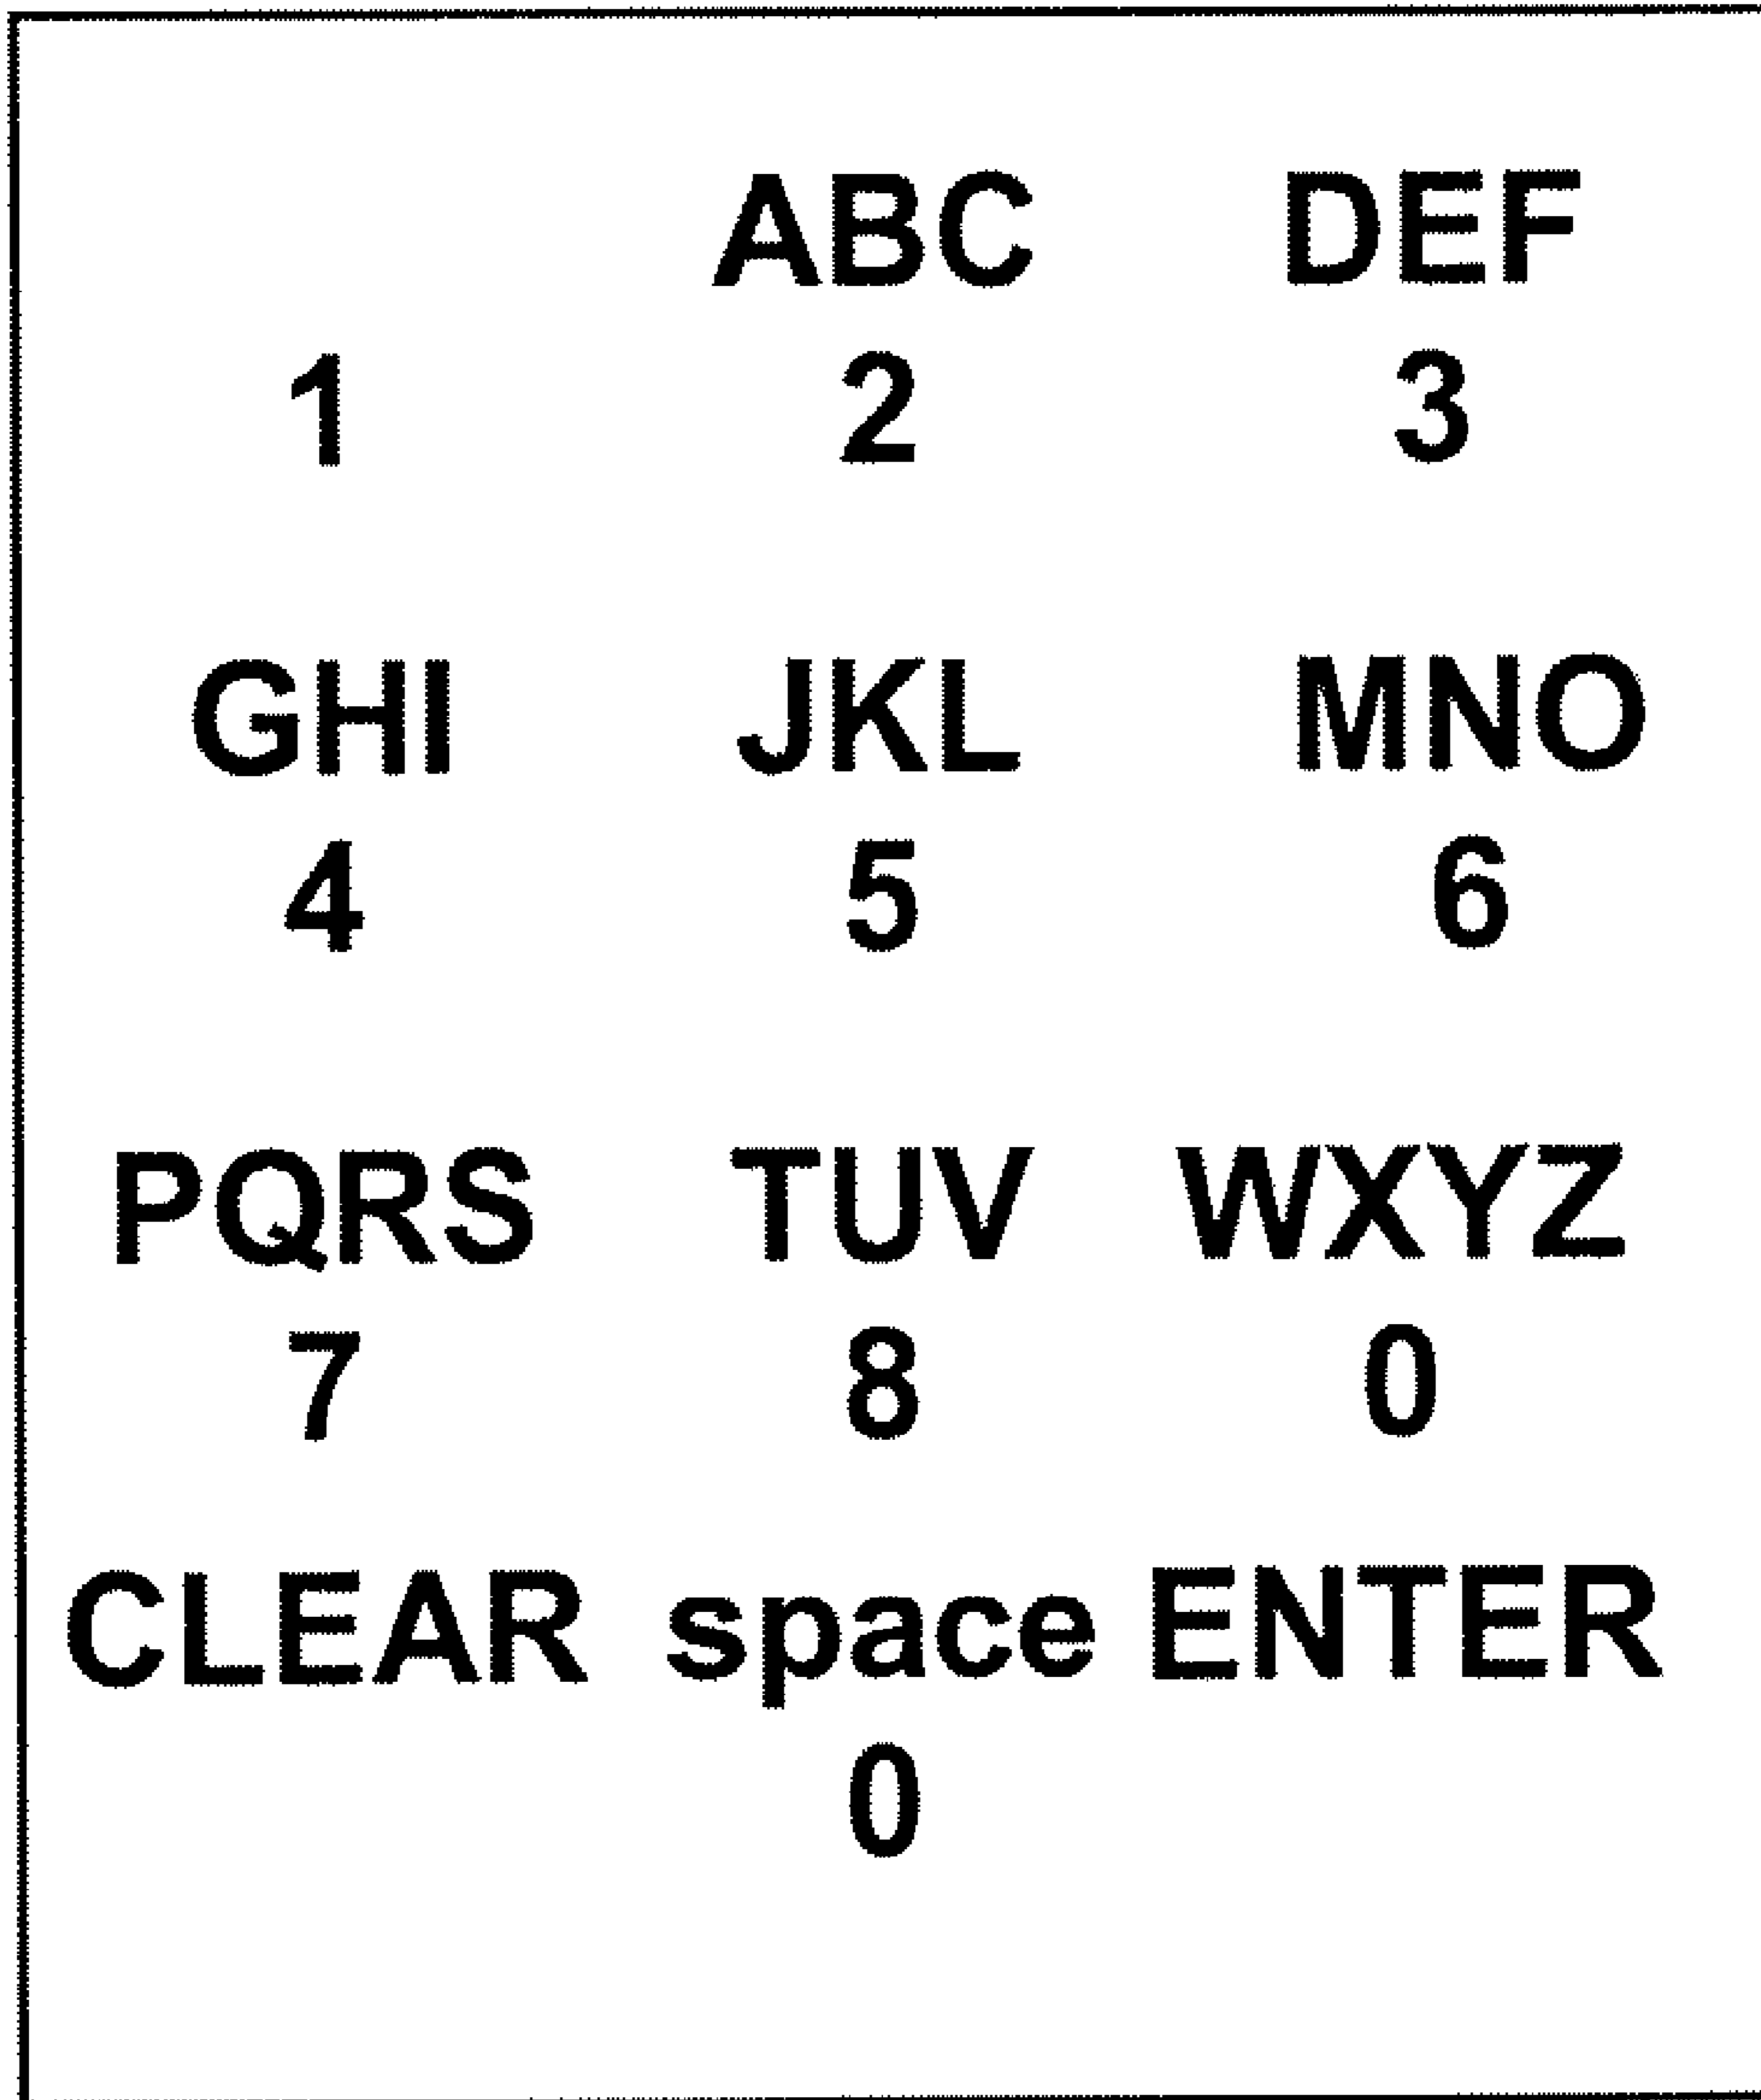 ABC DEF
1 2 3
GHI JKL MNO
4 5 6
PQRS TUV WXYZ
7 8 0
CLEAR space ENTER
0